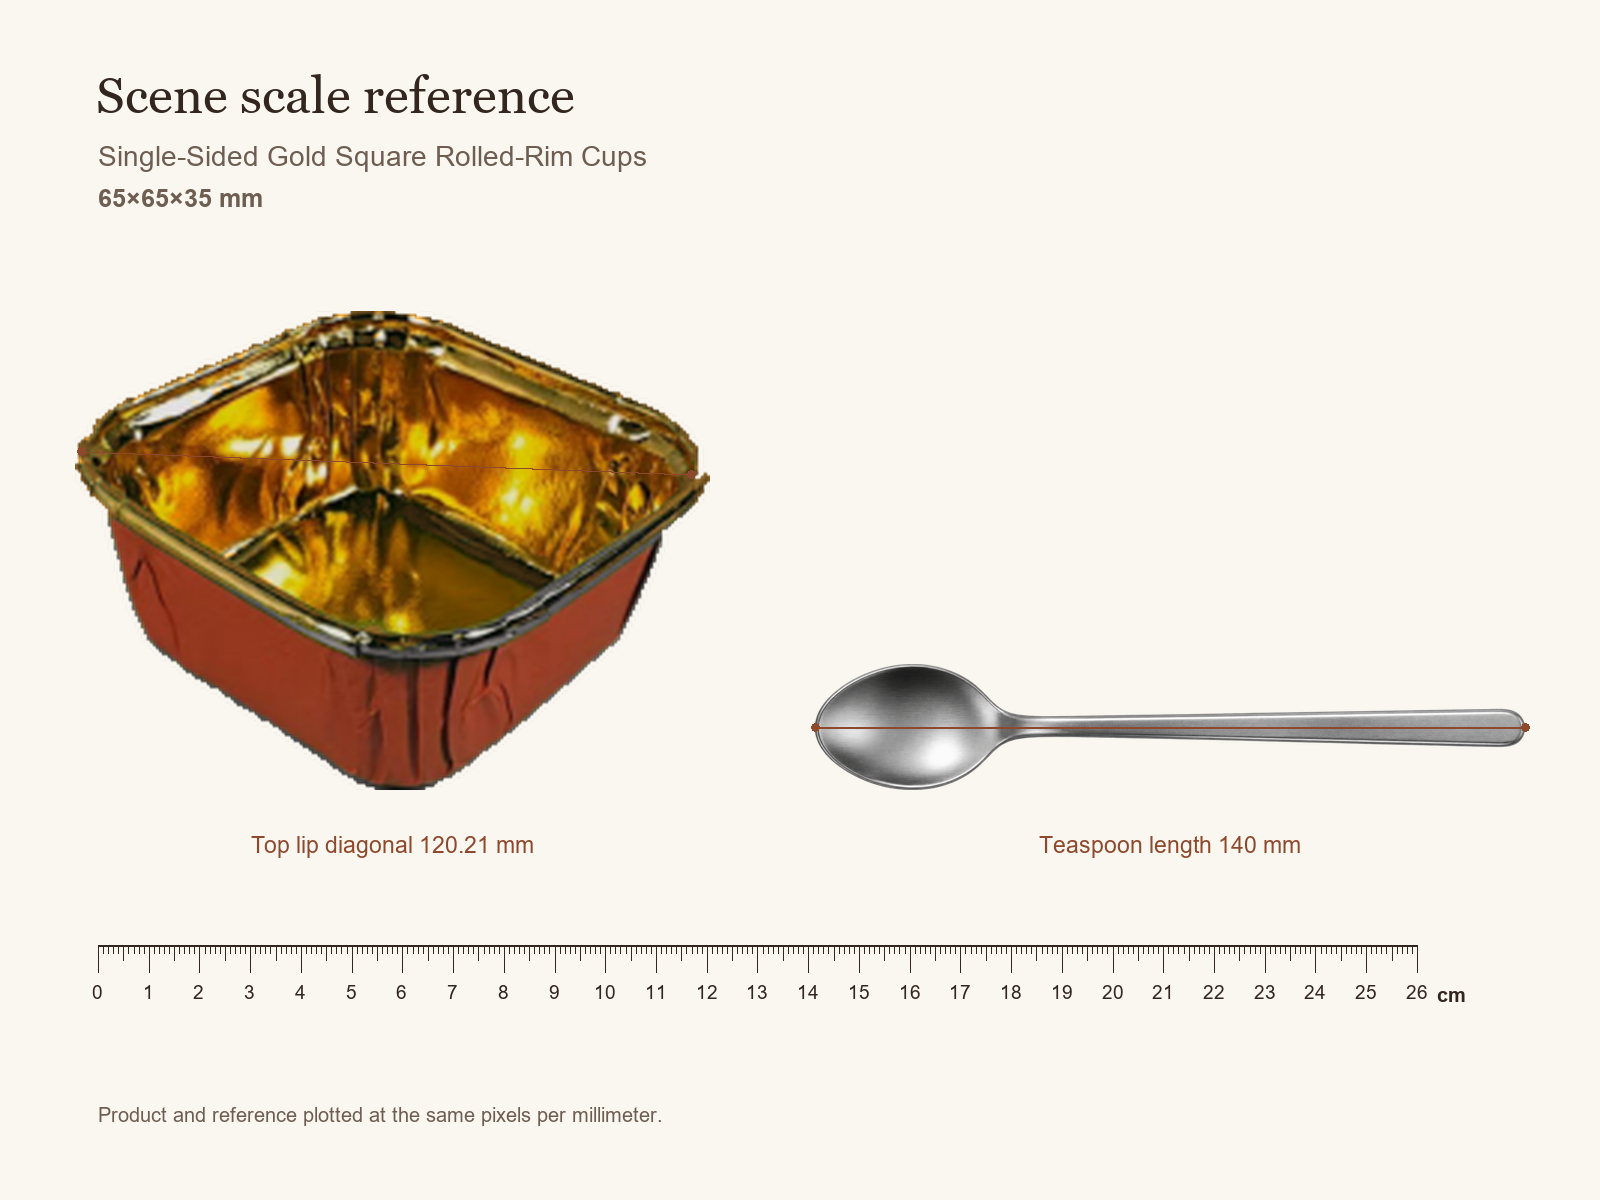 Scene scale reference
Single-Sided Gold Square Rolled-Rim Cups
65×65×35 mm
Top lip diagonal 120.21 mm
Teaspoon length 140 mm
0 1 2 3 4 5 6 7 8 9 10 11 12 13 14 15 16 17 18 19 20 21 22 23 24 25 26 cm
Product and reference plotted at the same pixels per millimeter.